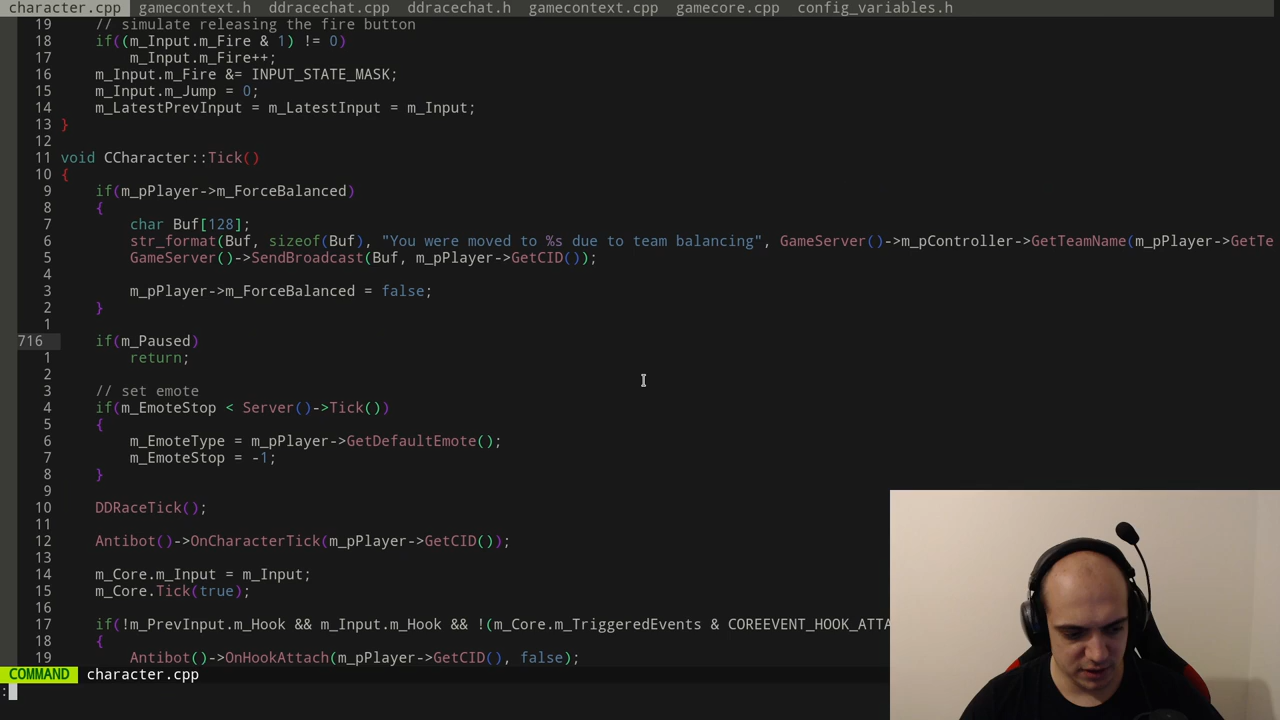 character.cpp gamecontext.h ddracechat.cpp ddracechat.h gamecontext.cpp gamecore.cpp config_variables.h
19 // simulate releasing the fire button
18 if((m_Input.m_Fire & 1) != 0)
17 m_Input.m_Fire++;
16 m_Input.m_Fire &= INPUT_STATE_MASK;
15 m_Input.m_Jump = 0;
14 m_LatestPrevInput = m_LatestInput = m_Input;
13 }
12
11 void CCharacter::Tick()
10 {
9 if(m_pPlayer->m_ForceBalanced)
8 {
7 char Buf[128];
6 str_format(Buf, sizeof(Buf), "You were moved to %s due to team balancing", GameServer()->m_pController->GetTeamName(m_pPlayer->GetTe
5 GameServer()->SendBroadcast(Buf, m_pPlayer->GetCID());
4
3 m_pPlayer->m_ForceBalanced = false;
2 }
1
716 if(m_Paused)
1 return;
2
3 // set emote
4 if(m_EmoteStop < Server()->Tick())
5 {
6 m_EmoteType = m_pPlayer->GetDefaultEmote();
7 m_EmoteStop = -1;
8 }
9
10 DDRaceTick();
11
12 Antibot()->OnCharacterTick(m_pPlayer->GetCID());
13
14 m_Core.m_Input = m_Input;
15 m_Core.Tick(true);
16
17 if(!m_PrevInput.m_Hook && m_Input.m_Hook && !(m_Core.m_TriggeredEvents & COREEVENT_HOOK_ATTA
18 {
19 Antibot()->OnHookAttach(m_pPlayer->GetCID(), false);
COMMAND character.cpp
: